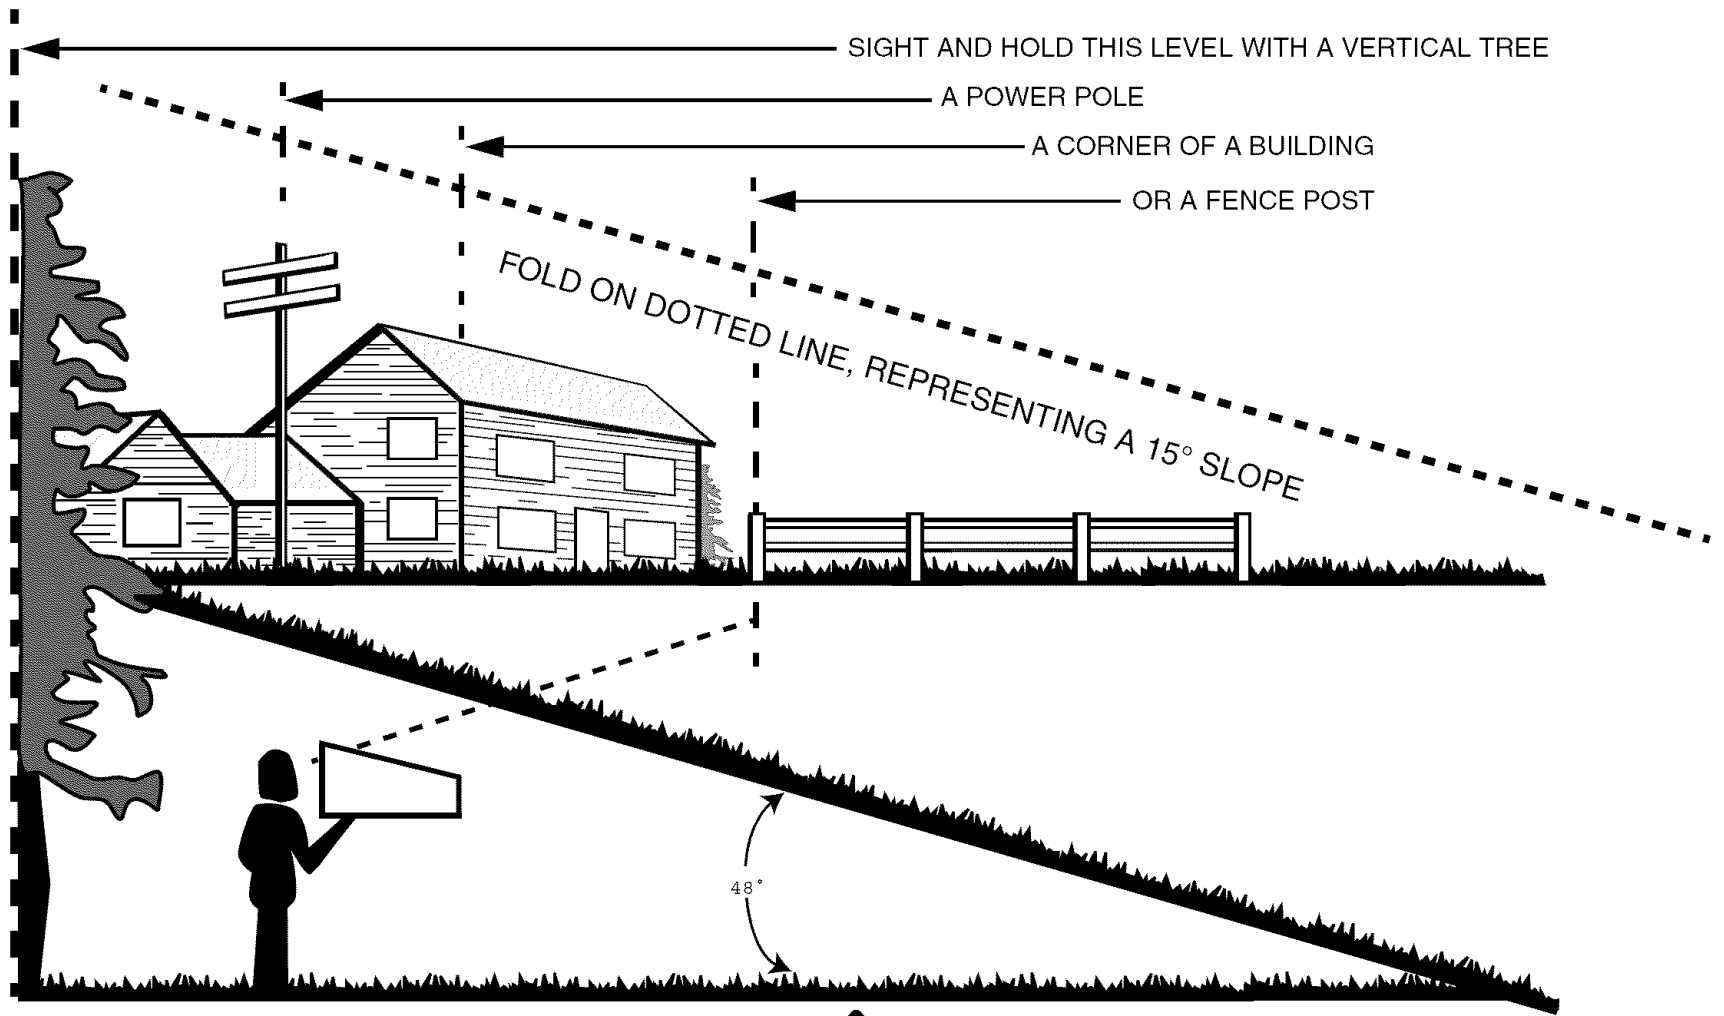 SIGHT AND HOLD THIS LEVEL WITH A VERTICAL TREE
A POWER POLE
A CORNER OF A BUILDING
OR A FENCE POST
FOLD ON DOTTED LINE, REPRESENTING A 15° SLOPE
48°